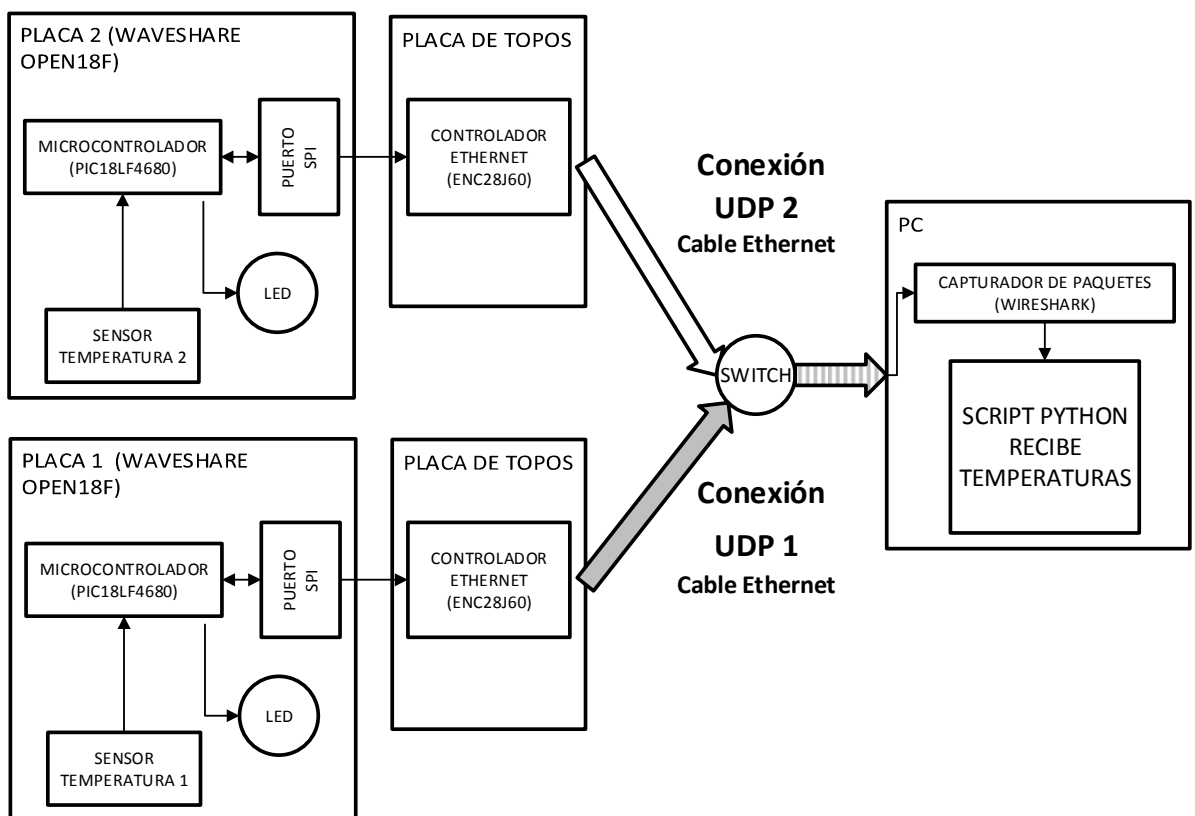 PLACA 2 (WAVESHARE
OPEN18F)
MICROCONTROLADOR
(PIC18LF4680)
PUERTO
SPI
LED
SENSOR
TEMPERATURA 2
PLACA DE TOPOS
CONTROLADOR
ETHERNET
(ENC28J60)
Conexión
UDP 2
Cable Ethernet
SWITCH
PC
CAPTURADOR DE PAQUETES
(WIRESHARK)
SCRIPT PYTHON
RECIBE
TEMPERATURAS
PLACA 1 (WAVESHARE
OPEN18F)
MICROCONTROLADOR
(PIC18LF4680)
PUERTO
SPI
LED
SENSOR
TEMPERATURA 1
PLACA DE TOPOS
CONTROLADOR
ETHERNET
(ENC28J60)
Conexión
UDP 1
Cable Ethernet